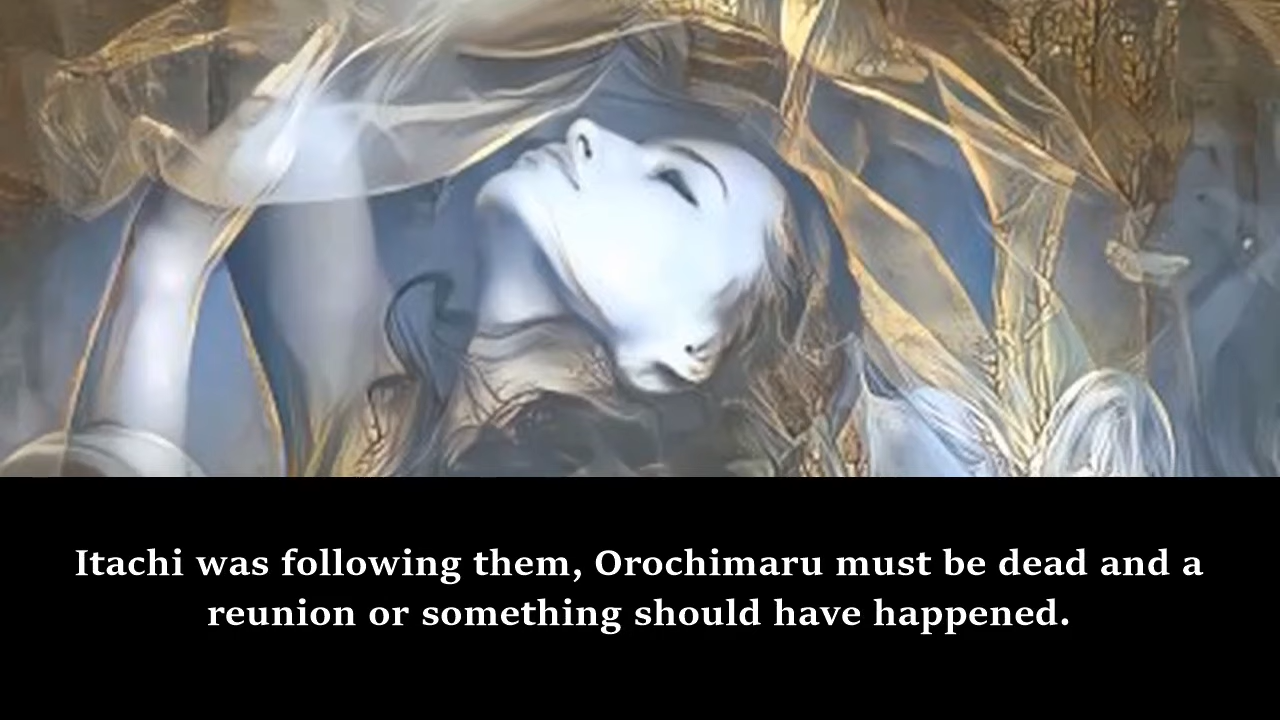 Itachi was following them, Orochimaru must be dead and a
reunion or something should have happened.